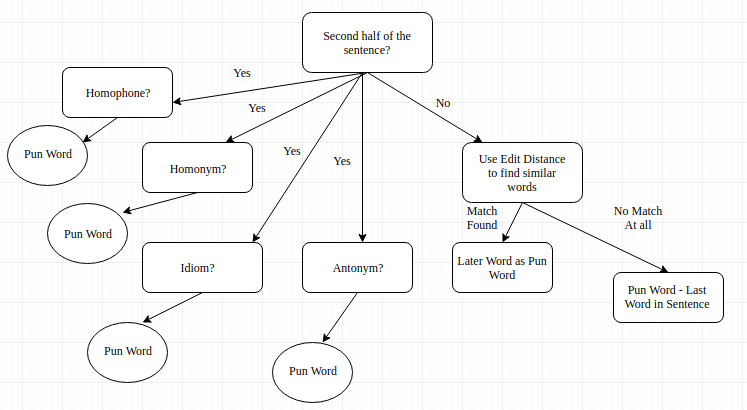 Second half of the
sentence?
Yes
Homophone?
Yes
No
Pun Word
Homonym?
Yes
Yes
Use Edit Distance
to find similar
words
Pun Word
Match
Found
No Match
At all
Idiom?
Antonym?
Later Word as Pun
Word
Pun Word - Last
Word in Sentence
Pun Word
Pun Word